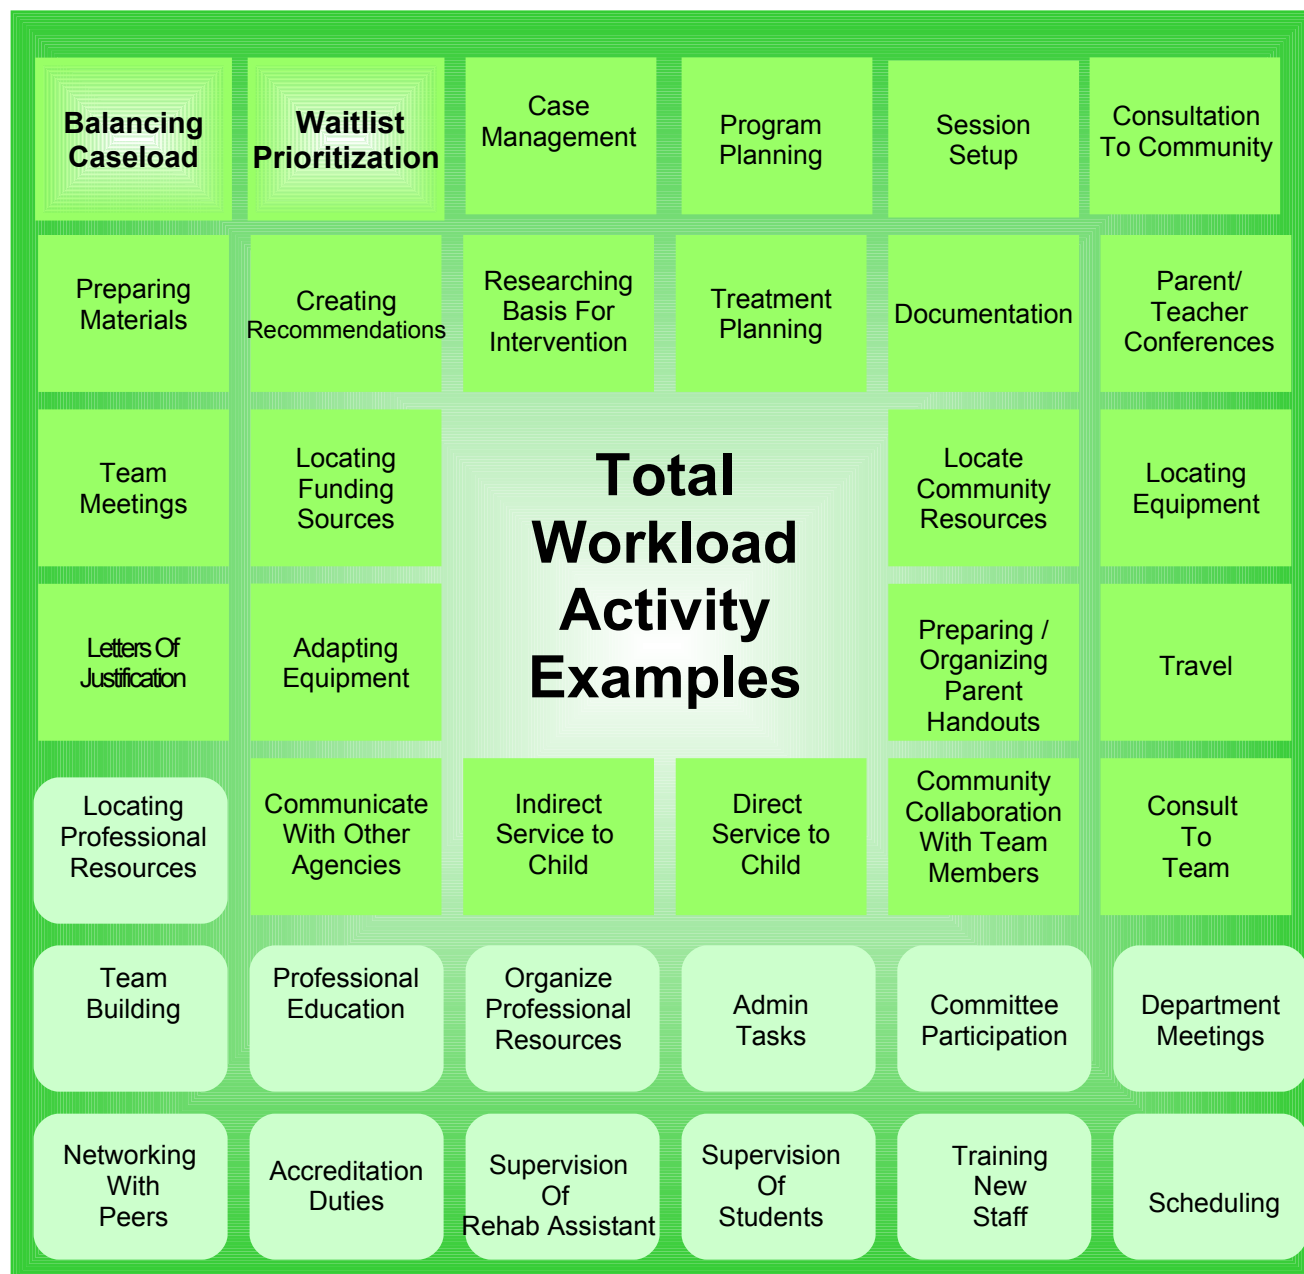 Balancing
Caseload
Waitlist
Prioritization
Case
Management
Program
Planning
Session
Setup
Consultation
To Community
Preparing
Materials
Creating
Recommendations
Researching
Basis For
Intervention
Treatment
Planning
Documentation
Parent/
Teacher
Conferences
Team
Meetings
Locating
Funding
Sources
Total
Workload
Activity
Examples
Locate
Community
Resources
Locating
Equipment
Letters Of
Justification
Adapting
Equipment
Preparing /
Organizing
Parent
Handouts
Travel
Locating
Professional
Resources
Communicate
With Other
Agencies
Indirect
Service to
Child
Direct
Service to
Child
Community
Collaboration
With Team
Members
Consult
To
Team
Team
Building
Professional
Education
Organize
Professional
Resources
Admin
Tasks
Committee
Participation
Department
Meetings
Networking
With
Peers
Accreditation
Duties
Supervision
Of
Rehab Assistant
Supervision
Of
Students
Training
New
Staff
Scheduling